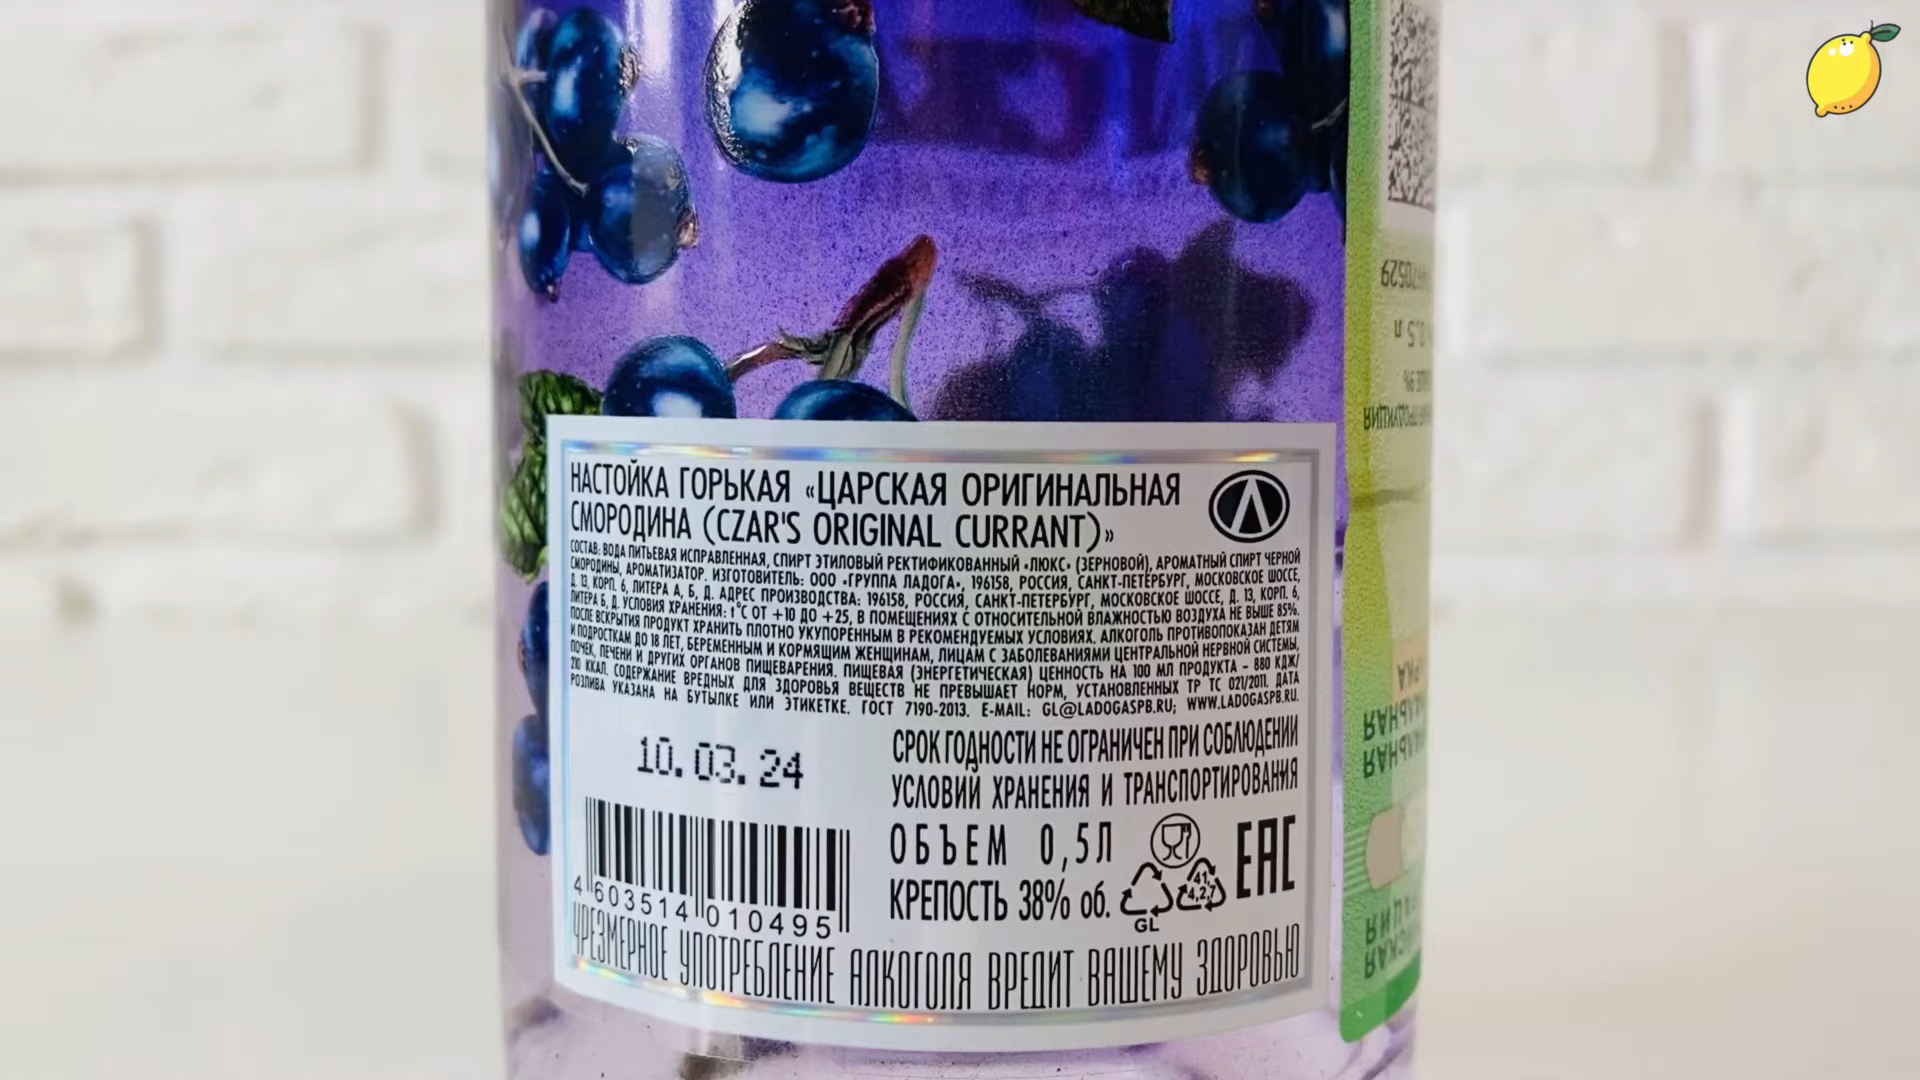 НАСТОЙКА ГОРЬКАЯ «ЦАРСКАЯ ОРИГИНАЛЬНАЯ
СМОРОДИНА (CZAR'S ORIGINAL CURRANT)»
СОСТАВ: ВОДА ПИТЬЕВАЯ ИСПРАВЛЕННАЯ, СПИРТ ЭТИЛОВЫЙ РЕКТИФИКОВАННЫЙ «ЛЮКС» (ЗЕРНОВОЙ), АРОМАТНЫЙ СПИРТ ЧЕРНОЙ
СМОРОДИНЫ, АРОМАТИЗАТОР. ИЗГОТОВИТЕЛЬ: ООО «ГРУППА ЛАДОГА», 196158, РОССИЯ, САНКТ-ПЕТЕРБУРГ, МОСКОВСКОЕ ШОССЕ,
Д. 13, КОРП. 6, ЛИТЕРА А, Б, Д. АДРЕС ПРОИЗВОДСТВА: 196158, РОССИЯ, САНКТ-ПЕТЕРБУРГ, МОСКОВСКОЕ ШОССЕ, Д. 13, КОРП. 6,
ЛИТЕРА Б, Д. УСЛОВИЯ ХРАНЕНИЯ: t°С ОТ +10 ДО +25, В ПОМЕЩЕНИЯХ С ОТНОСИТЕЛЬНОЙ ВЛАЖНОСТЬЮ ВОЗДУХА НЕ ВЫШЕ 85%.
ПОСЛЕ ВСКРЫТИЯ ПРОДУКТ ХРАНИТЬ ПЛОТНО УКУПОРЕННЫМ В РЕКОМЕНДУЕМЫХ УСЛОВИЯХ. АЛКОГОЛЬ ПРОТИВОПОКАЗАН ДЕТЯМ
И ПОДРОСТКАМ ДО 18 ЛЕТ, БЕРЕМЕННЫМ И КОРМЯЩИМ ЖЕНЩИНАМ, ЛИЦАМ С ЗАБОЛЕВАНИЯМИ ЦЕНТРАЛЬНОЙ НЕРВНОЙ СИСТЕМЫ,
ПОЧЕК, ПЕЧЕНИ И ДРУГИХ ОРГАНОВ ПИЩЕВАРЕНИЯ. ПИЩЕВАЯ (ЭНЕРГЕТИЧЕСКАЯ) ЦЕННОСТЬ НА 100 МЛ ПРОДУКТА – 880 КДЖ/
210 ККАЛ. СОДЕРЖАНИЕ ВРЕДНЫХ ДЛЯ ЗДОРОВЬЯ ВЕЩЕСТВ НЕ ПРЕВЫШАЕТ НОРМ, УСТАНОВЛЕННЫХ ТР ТС 021/2011. ДАТА
РОЗЛИВА УКАЗАНА НА БУТЫЛКЕ ИЛИ ЭТИКЕТКЕ. ГОСТ 7190-2013. E-MAIL: GL@LADOGASPB.RU; WWW.LADOGASPB.RU.
10.03.24
СРОК ГОДНОСТИ НЕ ОГРАНИЧЕН ПРИ СОБЛЮДЕНИИ
УСЛОВИЙ ХРАНЕНИЯ И ТРАНСПОРТИРОВАНИЯ
ОБЪЕМ 0,5Л
КРЕПОСТЬ 38% об.
GL
41,
4,2,7
EAC
4 603514 010495
ЧРЕЗМЕРНОЕ УПОТРЕБЛЕНИЕ АЛКОГОЛЯ ВРЕДИТ ВАШЕМУ ЗДОРОВЬЮ
0.5 л